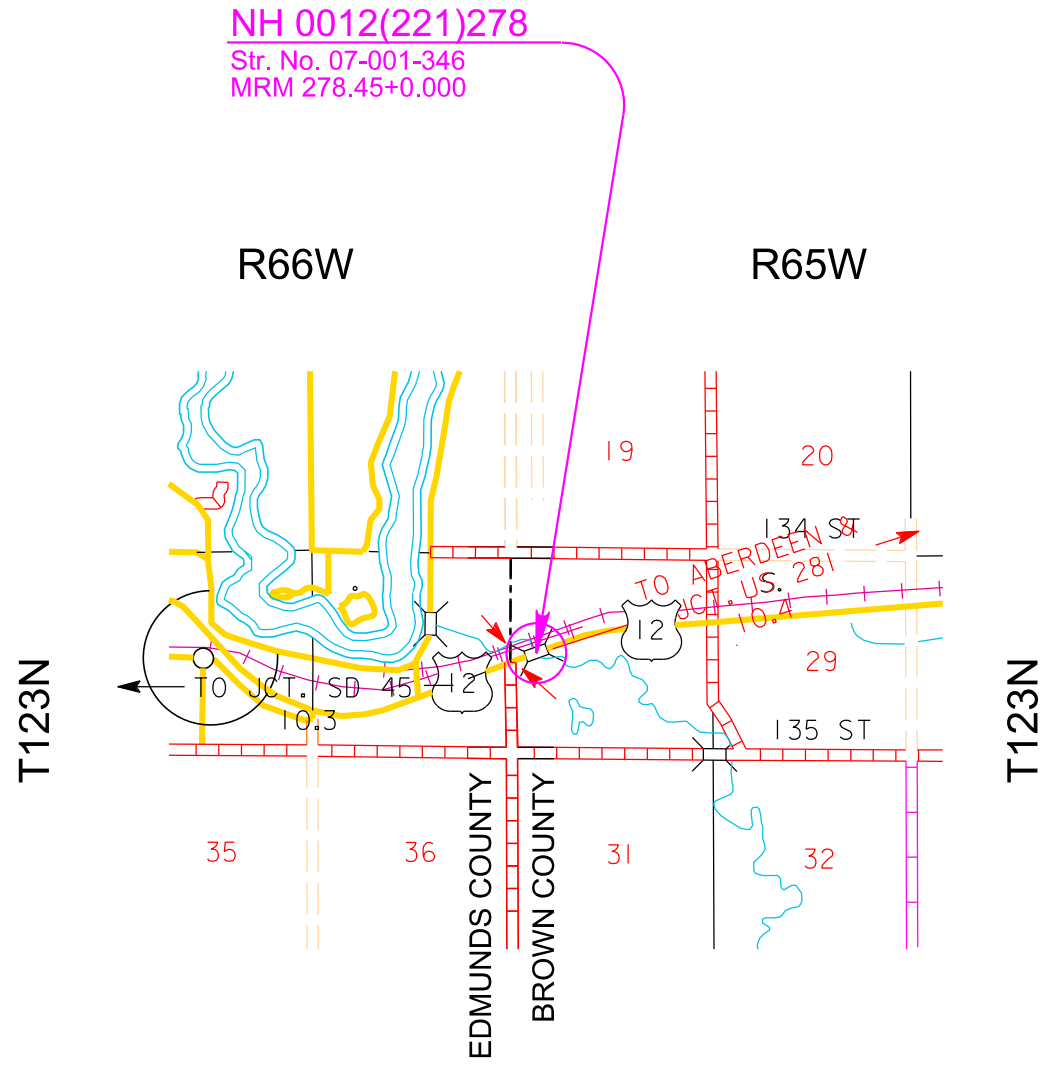 NH 0012(221)278
Str. No. 07-001-346
MRM 278.45+0.000
R66W
R65W
19
20
134 ST
TO ABERDEEN &
JCT. US 281
S.
10.4
12
29
T123N
TO JCT. SD 45
12
10.3
135 ST
T123N
35
36
31
32
EDMUNDS COUNTY
BROWN COUNTY